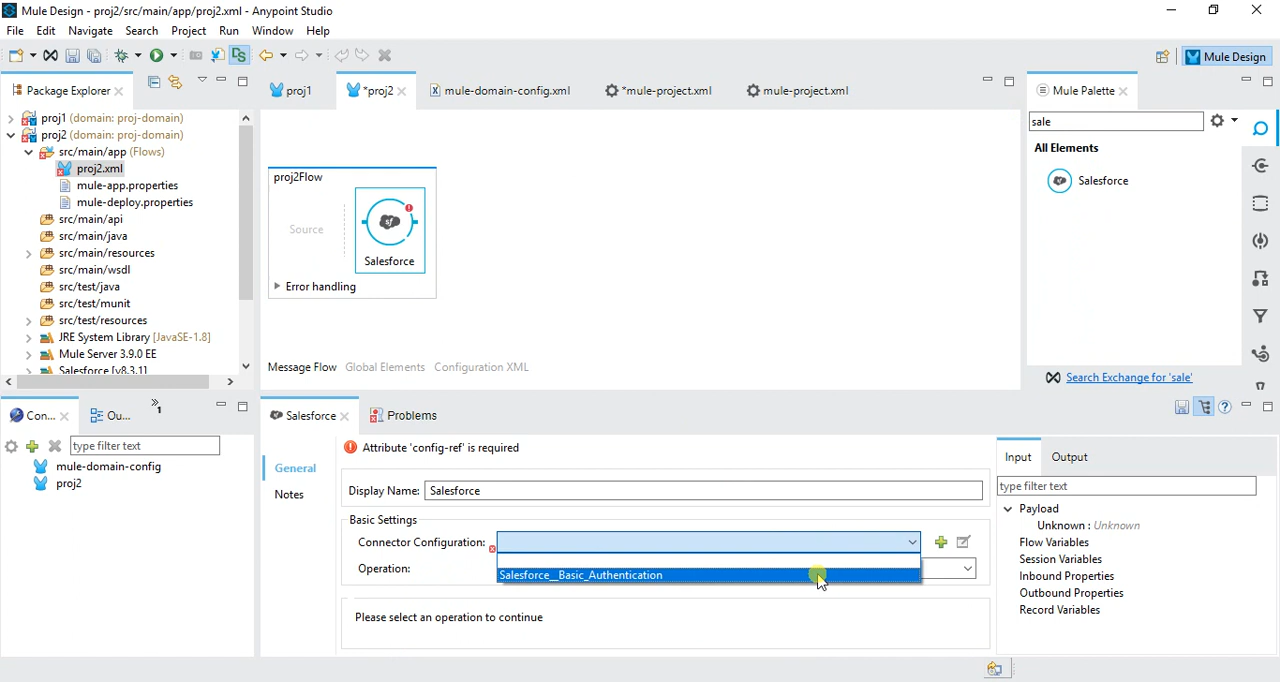 Mule Design - proj2/src/main/app/proj2.xml - Anypoint Studio
File Edit Navigate Search Project Run Window Help
Mule Design
Package Explorer
proj1
*proj2
mule-domain-config.xml
*mule-project.xml
mule-project.xml
Mule Palette
proj1 (domain: proj-domain)
proj2 (domain: proj-domain)
src/main/app (Flows)
proj2.xml
mule-app.properties
mule-deploy.properties
src/main/api
src/main/java
src/main/resources
src/main/wsdl
src/test/java
src/test/munit
src/test/resources
JRE System Library [JavaSE-1.8]
Mule Server 3.9.0 EE
Salesforce [v8.3.1]
proj2Flow
Source
Salesforce
Error handling
Message Flow Global Elements Configuration XML
sale
All Elements
Salesforce
Search Exchange for 'sale'
Con...
Ou...
1
type filter text
mule-domain-config
proj2
Salesforce
Problems
General
Notes
Attribute 'config-ref' is required
Display Name: Salesforce
Basic Settings
Connector Configuration:
Salesforce__Basic_Authentication
Operation:
Please select an operation to continue
Input
Output
type filter text
Payload
Unknown : Unknown
Flow Variables
Session Variables
Inbound Properties
Outbound Properties
Record Variables